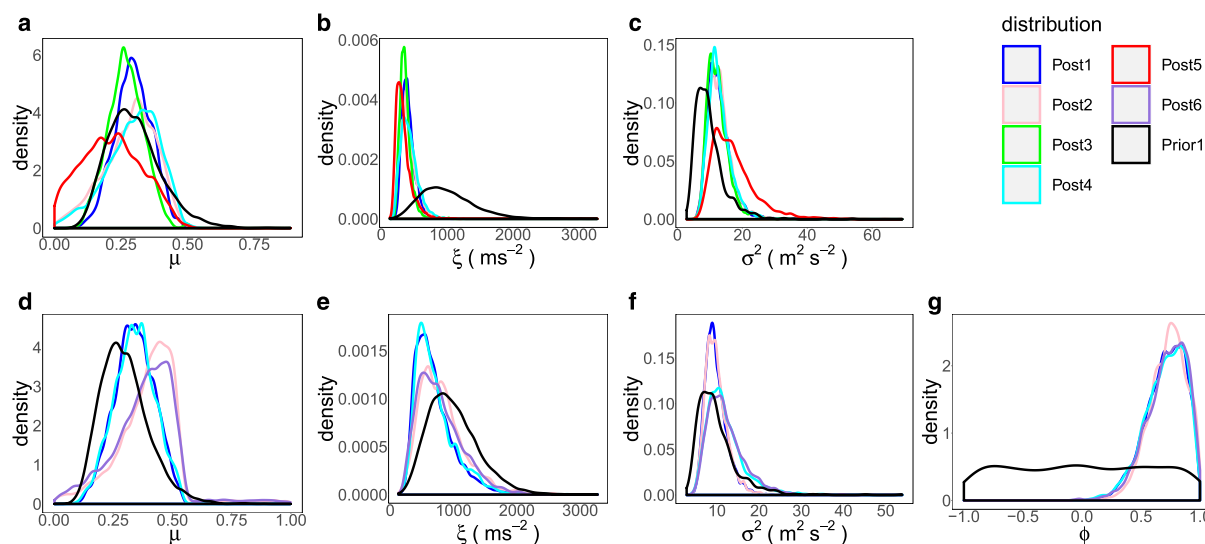 a
density
6
4
2
0
0.00 0.25 0.50 0.75
μ
b
density
0.006
0.004
0.002
0.000
0 1000 2000 3000
ξ ( ms⁻² )
c
density
0.15
0.10
0.05
0.00
0 20 40 60
σ² ( m² s⁻² )
distribution
Post1
Post2
Post3
Post4
Post5
Post6
Prior1
d
density
4
3
2
1
0
0.00 0.25 0.50 0.75 1.00
μ
e
density
0.0015
0.0010
0.0005
0.0000
0 1000 2000 3000
ξ ( ms⁻² )
f
density
0.15
0.10
0.05
0.00
10 20 30 40 50
σ² ( m² s⁻² )
g
density
2
1
0
−1.0 −0.5 0.0 0.5 1.0
ϕ